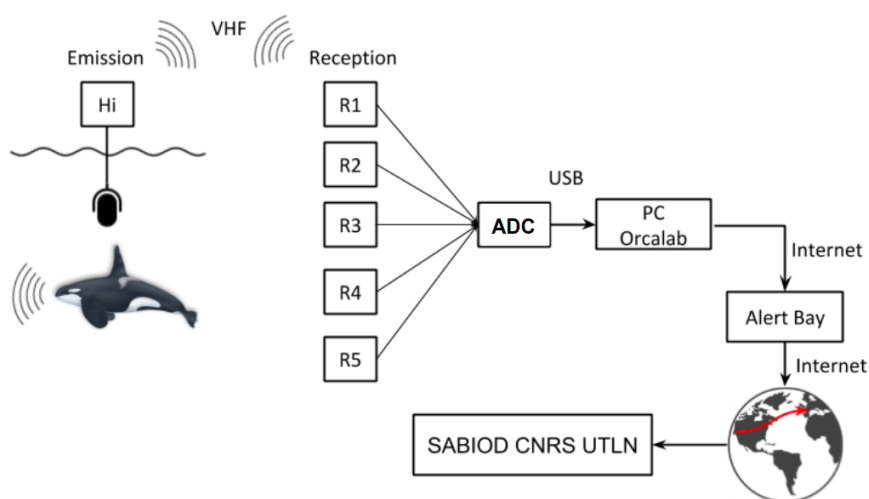 VHF
Emission
Reception
Hi
R1
R2
R3
R4
R5
ADC
USB
PC
Orcalab
Internet
Alert Bay
Internet
SABIOD CNRS UTLN